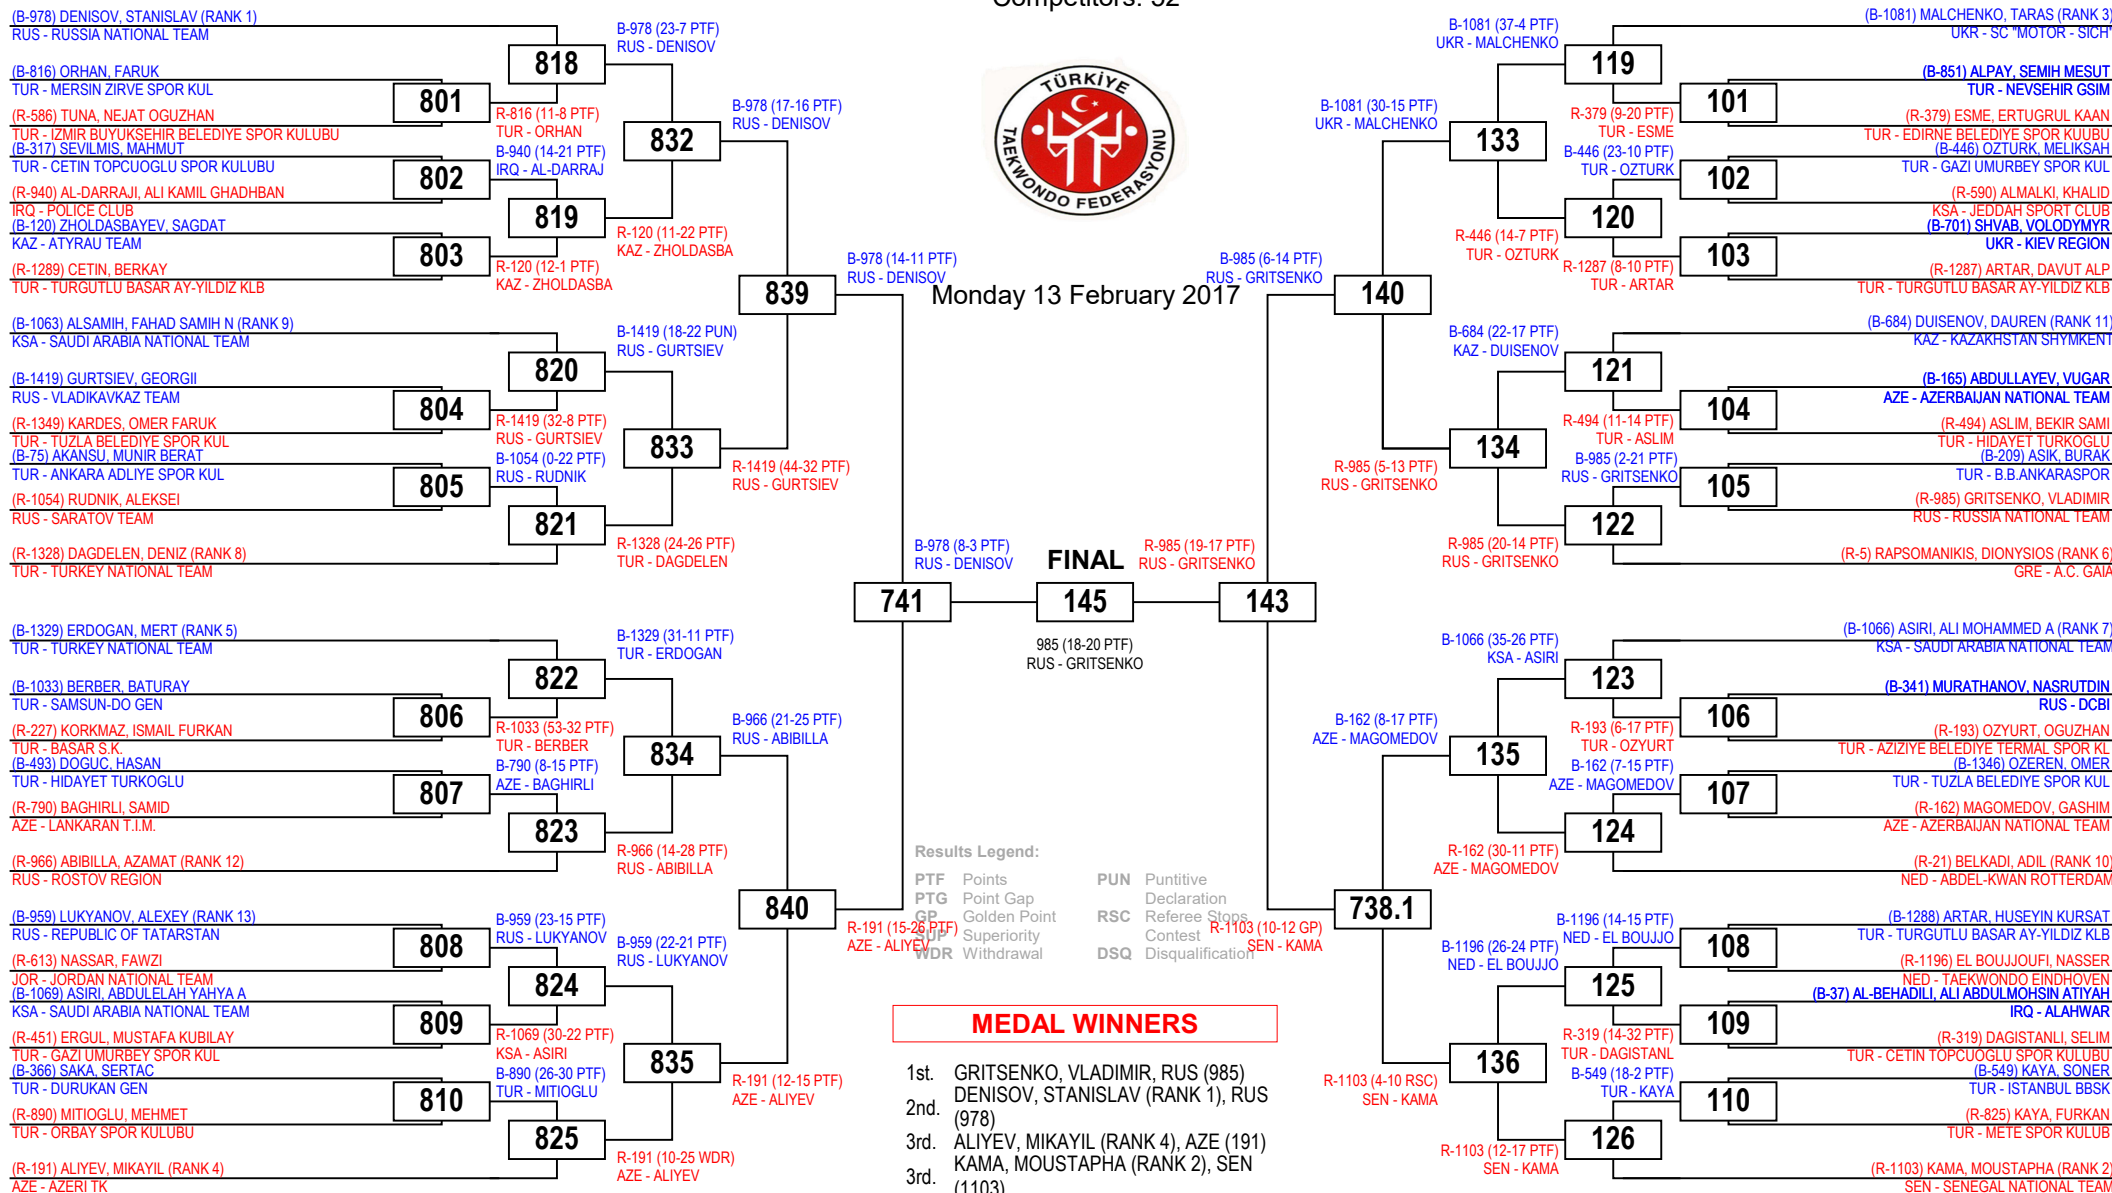 Competitors: 52
(B-978) DENISOV, STANISLAV (RANK 1)
RUS - RUSSIA NATIONAL TEAM
(B-816) ORHAN, FARUK
TUR - MERSIN ZIRVE SPOR KUL
(R-586) TUNA, NEJAT OGUZHAN
TUR - IZMIR BUYUKSEHIR BELEDIYE SPOR KULUBU
(B-317) SEVILMIS, MAHMUT
TUR - CETIN TOPCUOGLU SPOR KULUBU
(R-940) AL-DARRAJI, ALI KAMIL GHADHBAN
IRQ - POLICE CLUB
(B-120) ZHOLDASBAYEV, SAGDAT
KAZ - ATYRAU TEAM
(R-1289) CETIN, BERKAY
TUR - TURGUTLU BASAR AY-YILDIZ KLB
(B-1063) ALSAMIH, FAHAD SAMIH N (RANK 9)
KSA - SAUDI ARABIA NATIONAL TEAM
(B-1419) GURTSIEV, GEORGII
RUS - VLADIKAVKAZ TEAM
(R-1349) KARDES, OMER FARUK
TUR - TUZLA BELEDIYE SPOR KUL
(B-75) AKANSU, MUNIR BERAT
TUR - ANKARA ADLIYE SPOR KUL
(R-1054) RUDNIK, ALEKSEI
RUS - SARATOV TEAM
(R-1328) DAGDELEN, DENIZ (RANK 8)
TUR - TURKEY NATIONAL TEAM
(B-1329) ERDOGAN, MERT (RANK 5)
TUR - TURKEY NATIONAL TEAM
(B-1033) BERBER, BATURAY
TUR - SAMSUN-DO GEN
(R-227) KORKMAZ, ISMAIL FURKAN
TUR - BASAR S.K.
(B-493) DOGUC, HASAN
TUR - HIDAYET TURKOGLU
(R-790) BAGHIRLI, SAMID
AZE - LANKARAN T.I.M.
(R-966) ABIBILLA, AZAMAT (RANK 12)
RUS - ROSTOV REGION
(B-959) LUKYANOV, ALEXEY (RANK 13)
RUS - REPUBLIC OF TATARSTAN
(R-613) NASSAR, FAWZI
JOR - JORDAN NATIONAL TEAM
(B-1069) ASIRI, ABDULELAH YAHYA A
KSA - SAUDI ARABIA NATIONAL TEAM
(R-451) ERGUL, MUSTAFA KUBILAY
TUR - GAZI UMURBEY SPOR KUL
(B-366) SAKA, SERTAC
TUR - DURUKAN GEN
(R-890) MITIOGLU, MEHMET
TUR - ORBAY SPOR KULUBU
(R-191) ALIYEV, MIKAYIL (RANK 4)
AZE - AZERI TK
801
802
803
804
805
806
807
808
809
810
R-816 (11-8 PTF)
TUR - ORHAN
B-940 (14-21 PTF)
IRQ - AL-DARRAJ
R-120 (12-1 PTF)
KAZ - ZHOLDASBA
R-1419 (32-8 PTF)
RUS - GURTSIEV
B-1054 (0-22 PTF)
RUS - RUDNIK
R-1033 (53-32 PTF)
TUR - BERBER
B-790 (8-15 PTF)
AZE - BAGHIRLI
B-959 (23-15 PTF)
RUS - LUKYANOV
R-1069 (30-22 PTF)
KSA - ASIRI
B-890 (26-30 PTF)
TUR - MITIOGLU
818
819
820
821
822
823
824
825
B-978 (23-7 PTF)
RUS - DENISOV
R-120 (11-22 PTF)
KAZ - ZHOLDASBA
B-1419 (18-22 PUN)
RUS - GURTSIEV
R-1328 (24-26 PTF)
TUR - DAGDELEN
B-1329 (31-11 PTF)
TUR - ERDOGAN
R-966 (14-28 PTF)
RUS - ABIBILLA
B-959 (22-21 PTF)
RUS - LUKYANOV
R-191 (10-25 WDR)
AZE - ALIYEV
832
833
834
835
B-978 (17-16 PTF)
RUS - DENISOV
R-1419 (44-32 PTF)
RUS - GURTSIEV
B-966 (21-25 PTF)
RUS - ABIBILLA
R-191 (12-15 PTF)
AZE - ALIYEV
839
840
B-978 (14-11 PTF)
RUS - DENISOV
R-191 (15-26 PTF)
AZE - ALIYEV
741
B-978 (8-3 PTF)
RUS - DENISOV
TÜRKİYE
TAEKWONDO FEDERASYONU
Monday 13 February 2017
FINAL
145
985 (18-20 PTF)
RUS - GRITSENKO
R-985 (19-17 PTF)
RUS - GRITSENKO
143
B-985 (6-14 PTF)
RUS - GRITSENKO
R-1103 (10-12 GP)
SEN - KAMA
140
738.1
B-1081 (30-15 PTF)
UKR - MALCHENKO
R-985 (5-13 PTF)
RUS - GRITSENKO
B-162 (8-17 PTF)
AZE - MAGOMEDOV
R-1103 (4-10 RSC)
SEN - KAMA
133
134
135
136
B-1081 (37-4 PTF)
UKR - MALCHENKO
R-446 (14-7 PTF)
TUR - OZTURK
B-684 (22-17 PTF)
KAZ - DUISENOV
R-985 (20-14 PTF)
RUS - GRITSENKO
B-1066 (35-26 PTF)
KSA - ASIRI
R-162 (30-11 PTF)
AZE - MAGOMEDOV
B-1196 (26-24 PTF)
NED - EL BOUJJO
R-1103 (12-17 PTF)
SEN - KAMA
119
120
121
122
123
124
125
126
R-379 (9-20 PTF)
TUR - ESME
B-446 (23-10 PTF)
TUR - OZTURK
R-1287 (8-10 PTF)
TUR - ARTAR
R-494 (11-14 PTF)
TUR - ASLIM
B-985 (2-21 PTF)
RUS - GRITSENKO
R-193 (6-17 PTF)
TUR - OZYURT
B-162 (7-15 PTF)
AZE - MAGOMEDOV
B-1196 (14-15 PTF)
NED - EL BOUJJO
R-319 (14-32 PTF)
TUR - DAGISTANL
B-549 (18-2 PTF)
TUR - KAYA
101
102
103
104
105
106
107
108
109
110
(B-1081) MALCHENKO, TARAS (RANK 3)
UKR - SC "MOTOR - SICH"
(B-851) ALPAY, SEMIH MESUT
TUR - NEVSEHIR GSIM
(R-379) ESME, ERTUGRUL KAAN
TUR - EDIRNE BELEDIYE SPOR KUUBU
(B-446) OZTURK, MELIKSAH
TUR - GAZI UMURBEY SPOR KUL
(R-590) ALMALKI, KHALID
KSA - JEDDAH SPORT CLUB
(B-701) SHVAB, VOLODYMYR
UKR - KIEV REGION
(R-1287) ARTAR, DAVUT ALP
TUR - TURGUTLU BASAR AY-YILDIZ KLB
(B-684) DUISENOV, DAUREN (RANK 11)
KAZ - KAZAKHSTAN SHYMKENT
(B-165) ABDULLAYEV, VUGAR
AZE - AZERBAIJAN NATIONAL TEAM
(R-494) ASLIM, BEKIR SAMI
TUR - HIDAYET TURKOGLU
(B-209) ASIK, BURAK
TUR - B.B.ANKARASPOR
(R-985) GRITSENKO, VLADIMIR
RUS - RUSSIA NATIONAL TEAM
(R-5) RAPSOMANIKIS, DIONYSIOS (RANK 6)
GRE - A.C. GAIA
(B-1066) ASIRI, ALI MOHAMMED A (RANK 7)
KSA - SAUDI ARABIA NATIONAL TEAM
(B-341) MURATHANOV, NASRUTDIN
RUS - DCBI
(R-193) OZYURT, OGUZHAN
TUR - AZIZIYE BELEDIYE TERMAL SPOR KL
(B-1346) OZEREN, OMER
TUR - TUZLA BELEDIYE SPOR KUL
(R-162) MAGOMEDOV, GASHIM
AZE - AZERBAIJAN NATIONAL TEAM
(R-21) BELKADI, ADIL (RANK 10)
NED - ABDEL-KWAN ROTTERDAM
(B-1288) ARTAR, HUSEYIN KURSAT
TUR - TURGUTLU BASAR AY-YILDIZ KLB
(R-1196) EL BOUJJOUFI, NASSER
NED - TAEKWONDO EINDHOVEN
(B-37) AL-BEHADILI, ALI ABDULMOHSIN ATIYAH
IRQ - ALAHWAR
(R-319) DAGISTANLI, SELIM
TUR - CETIN TOPCUOGLU SPOR KULUBU
(B-549) KAYA, SONER
TUR - ISTANBUL BBSK
(R-825) KAYA, FURKAN
TUR - METE SPOR KULUB
(R-1103) KAMA, MOUSTAPHA (RANK 2)
SEN - SENEGAL NATIONAL TEAM
Results Legend:
PTF Points
PTG Point Gap
GP Golden Point
SUP Superiority
WDR Withdrawal
PUN Puntitive
Declaration
RSC Referee Stops
Contest
DSQ Disqualification
MEDAL WINNERS
1st. GRITSENKO, VLADIMIR, RUS (985)
2nd. DENISOV, STANISLAV (RANK 1), RUS
(978)
3rd. ALIYEV, MIKAYIL (RANK 4), AZE (191)
3rd. KAMA, MOUSTAPHA (RANK 2), SEN
(1103)